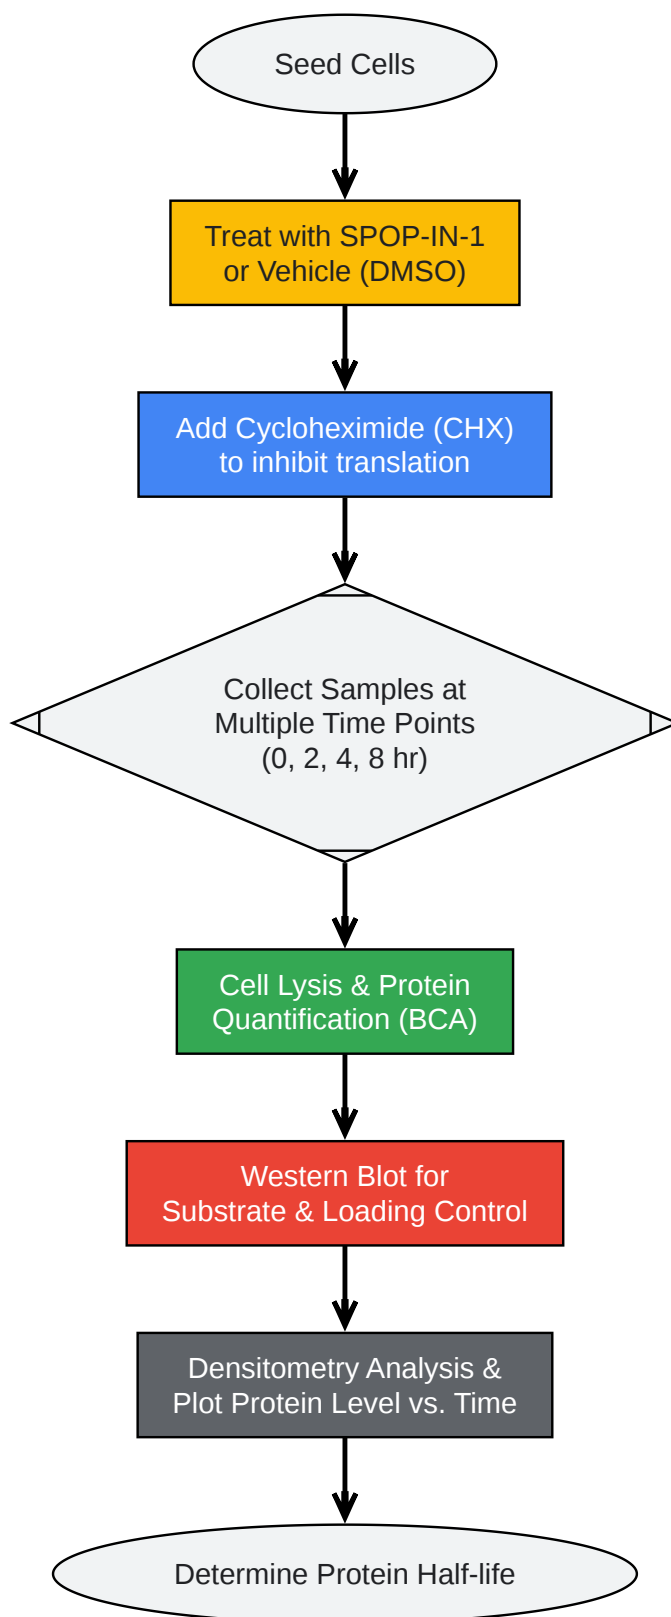 Seed Cells
Treat with SPOP-IN-1
or Vehicle (DMSO)
Add Cycloheximide (CHX)
to inhibit translation
Collect Samples at
Multiple Time Points
(0, 2, 4, 8 hr)
Cell Lysis & Protein
Quantification (BCA)
Western Blot for
Substrate & Loading Control
Densitometry Analysis &
Plot Protein Level vs. Time
Determine Protein Half-life